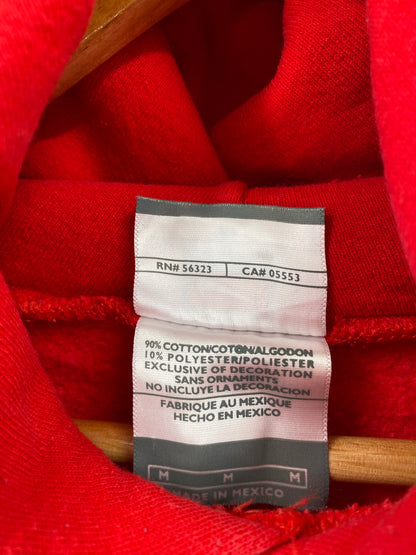 RN# 56323 CA# 05553
90% COTTON/COTON/ALGODON
10% POLYESTER/POLIESTER
EXCLUSIVE OF DECORATION
SANS ORNAMENTS
NO INCLUYE LA DECORACION
FABRIQUE AU MEXIQUE
HECHO EN MEXICO
M M M
MADE IN MEXICO